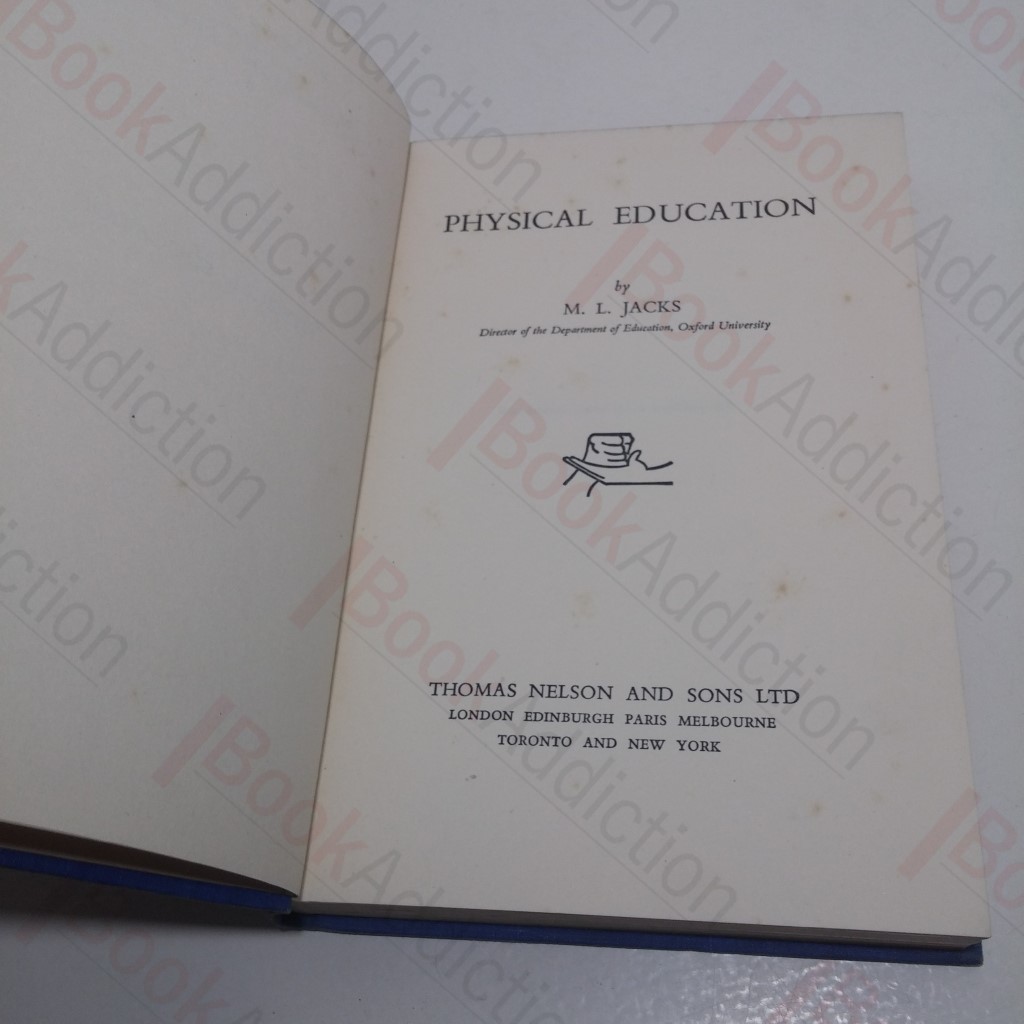 PHYSICAL EDUCATION
by
M. L. JACKS
Director of the Department of Education, Oxford University
THOMAS NELSON AND SONS LTD
LONDON EDINBURGH PARIS MELBOURNE
TORONTO AND NEW YORK
BookAddiction